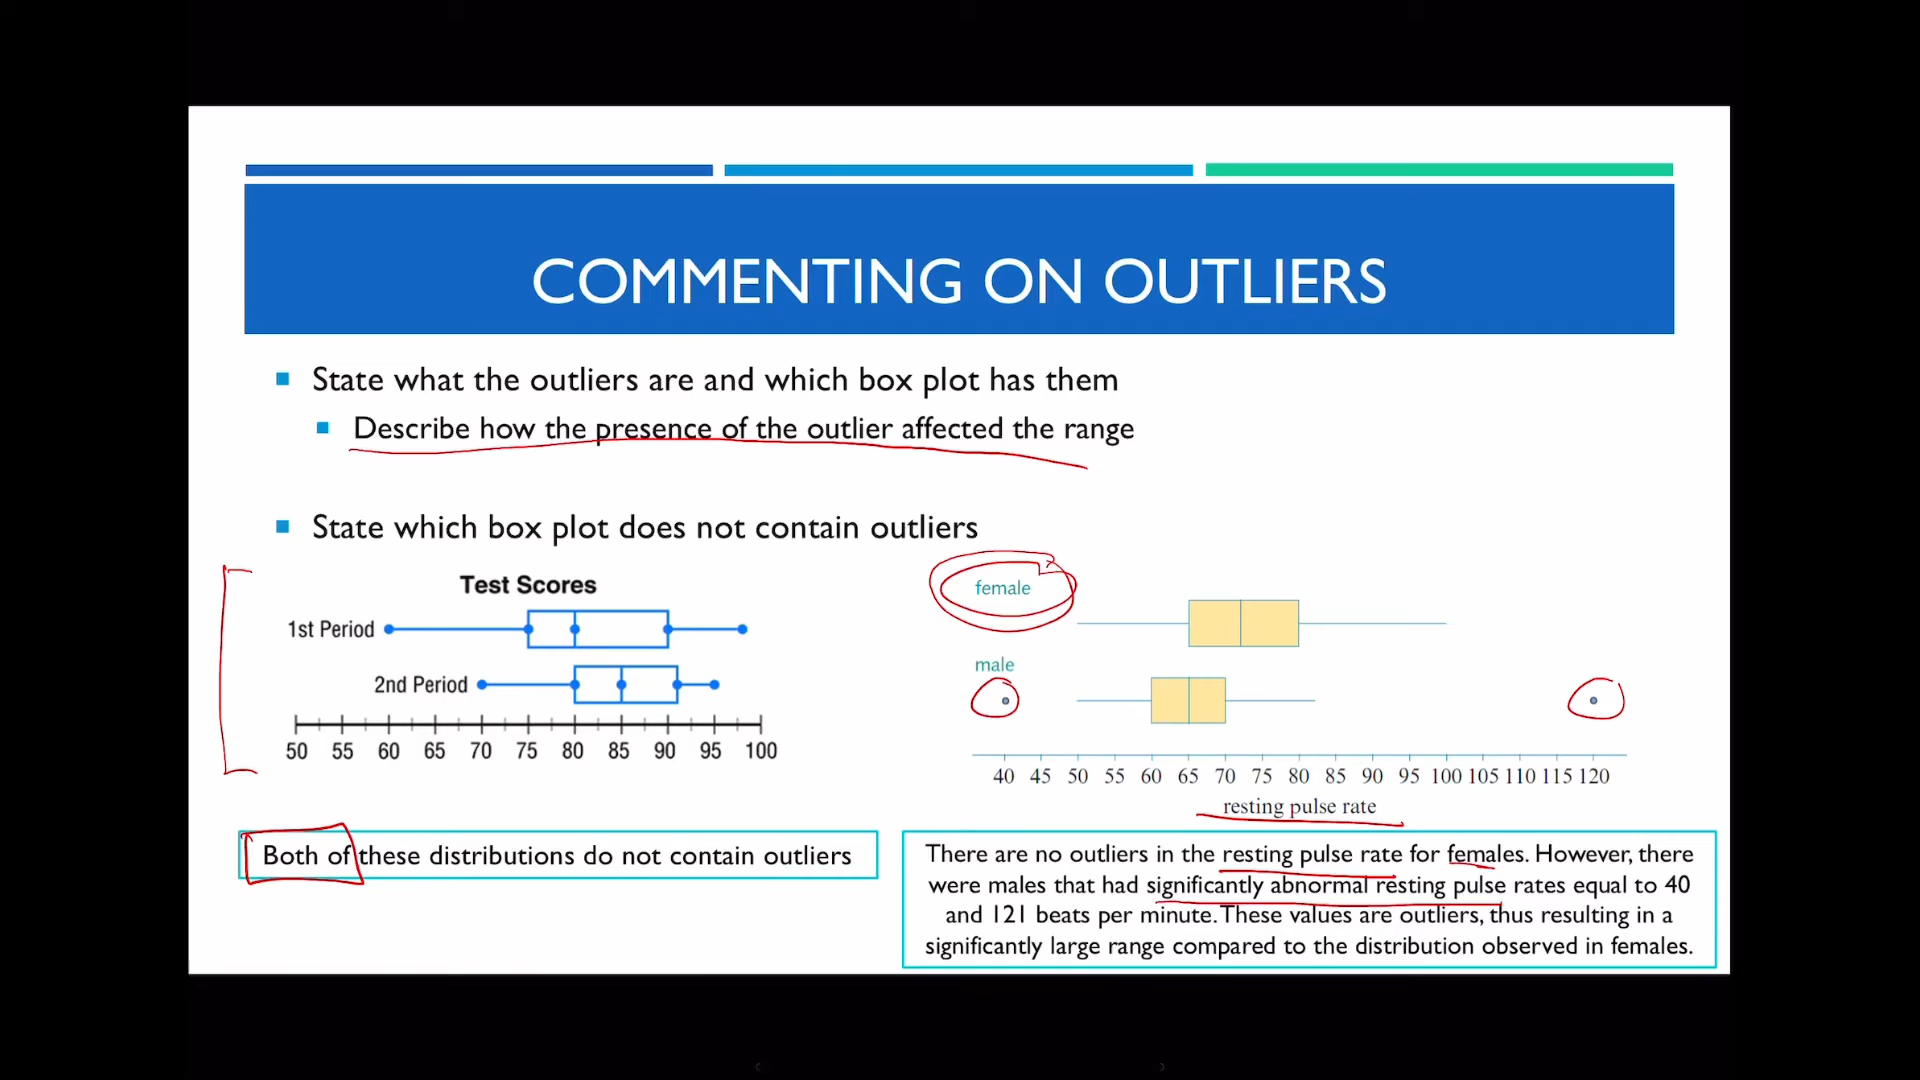 COMMENTING ON OUTLIERS
State what the outliers are and which box plot has them
Describe how the presence of the outlier affected the range
State which box plot does not contain outliers
Test Scores
1st Period
2nd Period
50 55 60 65 70 75 80 85 90 95 100
Both of these distributions do not contain outliers
female
male
40 45 50 55 60 65 70 75 80 85 90 95 100 105 110 115 120
resting pulse rate
There are no outliers in the resting pulse rate for females. However, there
were males that had significantly abnormal resting pulse rates equal to 40
and 121 beats per minute. These values are outliers, thus resulting in a
significantly large range compared to the distribution observed in females.